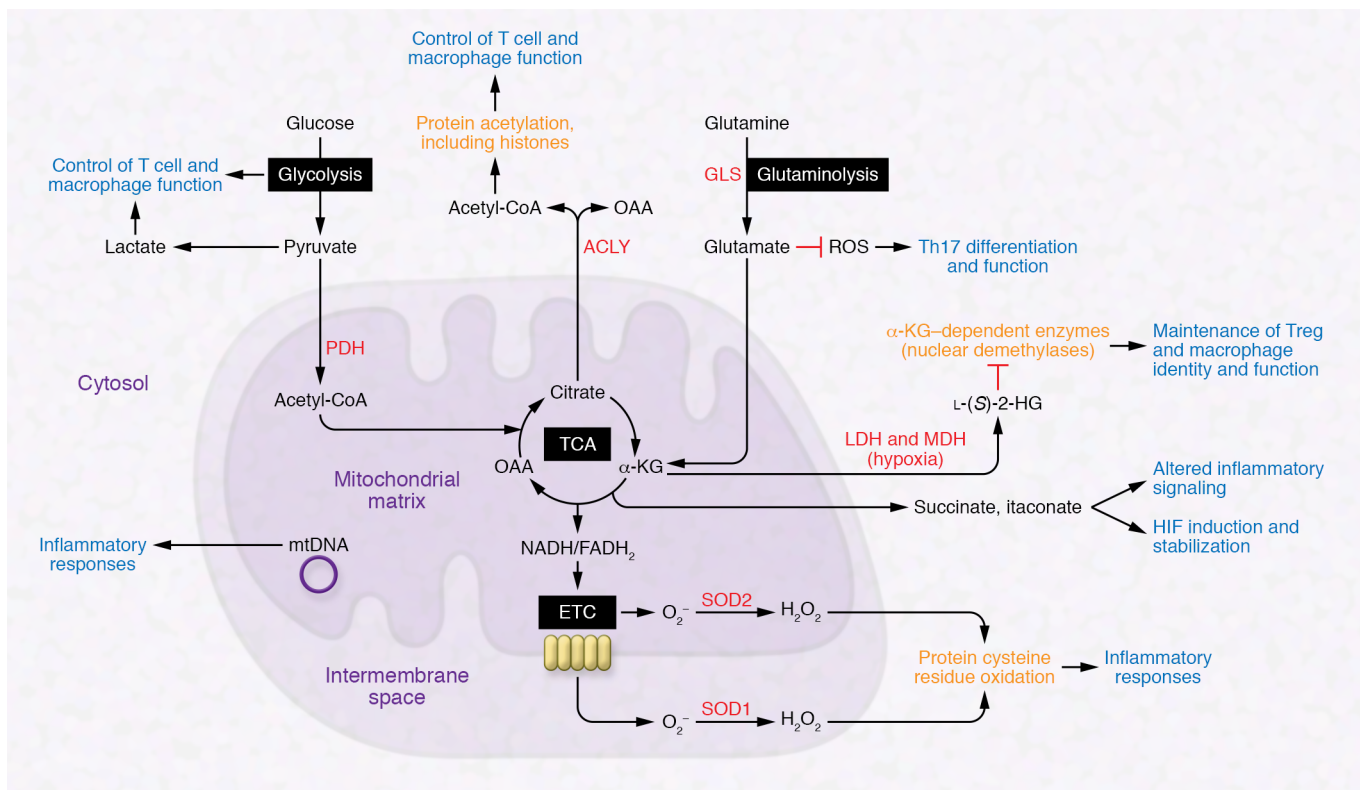 Control of T cell and
macrophage function
Glucose
Protein acetylation,
including histones
Glutamine
Control of T cell and
macrophage function
Glycolysis
GLS
Glutaminolysis
Acetyl-CoA
OAA
Lactate
Pyruvate
ACLY
Glutamate
ROS
Th17 differentiation
and function
PDH
α-KG–dependent enzymes
(nuclear demethylases)
Maintenance of Treg
and macrophage
identity and function
Cytosol
Acetyl-CoA
Citrate
L-(S)-2-HG
TCA
LDH and MDH
(hypoxia)
OAA
α-KG
Mitochondrial
matrix
Altered inflammatory
signaling
Succinate, itaconate
HIF induction and
stabilization
Inflammatory
responses
mtDNA
NADH/FADH₂
ETC
O₂⁻
SOD2
H₂O₂
Intermembrane
space
Protein cysteine
residue oxidation
Inflammatory
responses
O₂⁻
SOD1
H₂O₂